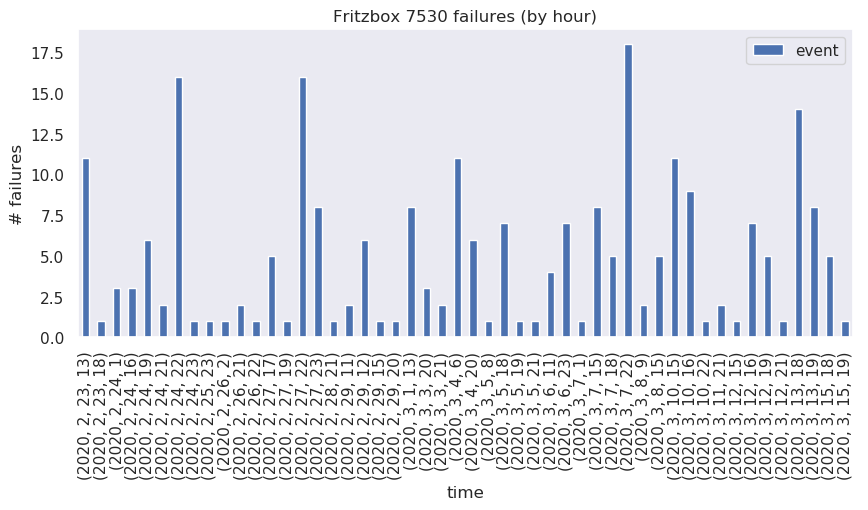 Fritzbox 7530 failures (by hour)
event
# failures
17.5
15.0
12.5
10.0
7.5
5.0
2.5
0.0
(2020, 2, 23, 13)
(2020, 2, 23, 18)
(2020, 2, 24, 1)
(2020, 2, 24, 16)
(2020, 2, 24, 19)
(2020, 2, 24, 21)
(2020, 2, 24, 22)
(2020, 2, 24, 23)
(2020, 2, 25, 23)
(2020, 2, 26, 2)
(2020, 2, 26, 21)
(2020, 2, 26, 22)
(2020, 2, 27, 17)
(2020, 2, 27, 19)
(2020, 2, 27, 22)
(2020, 2, 27, 23)
(2020, 2, 28, 21)
(2020, 2, 29, 11)
(2020, 2, 29, 12)
(2020, 2, 29, 15)
(2020, 2, 29, 20)
(2020, 3, 1, 13)
(2020, 3, 3, 20)
(2020, 3, 3, 21)
(2020, 3, 4, 6)
(2020, 3, 4, 20)
(2020, 3, 5, 8)
(2020, 3, 5, 18)
(2020, 3, 5, 19)
(2020, 3, 5, 21)
(2020, 3, 6, 11)
(2020, 3, 6, 23)
(2020, 3, 7, 1)
(2020, 3, 7, 15)
(2020, 3, 7, 18)
(2020, 3, 7, 22)
(2020, 3, 8, 9)
(2020, 3, 8, 15)
(2020, 3, 10, 15)
(2020, 3, 10, 16)
(2020, 3, 10, 22)
(2020, 3, 11, 21)
(2020, 3, 12, 15)
(2020, 3, 12, 16)
(2020, 3, 12, 19)
(2020, 3, 12, 21)
(2020, 3, 13, 18)
(2020, 3, 13, 19)
(2020, 3, 15, 18)
(2020, 3, 15, 19)
time